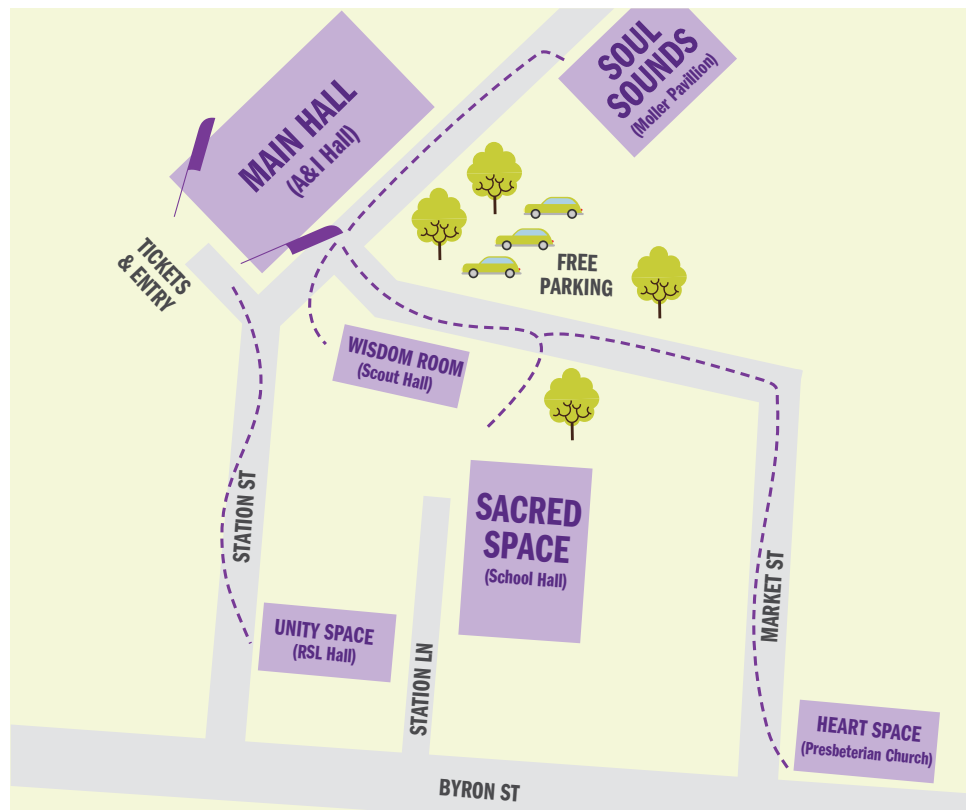 SOUL
SOUNDS
(Moller Pavillion)
MAIN HALL
(A&I Hall)
TICKETS
& ENTRY
FREE
PARKING
WISDOM ROOM
(Scout Hall)
STATION ST
SACRED
SPACE
(School Hall)
MARKET ST
UNITY SPACE
(RSL Hall)
STATION LN
HEART SPACE
(Presbeterian Church)
BYRON ST